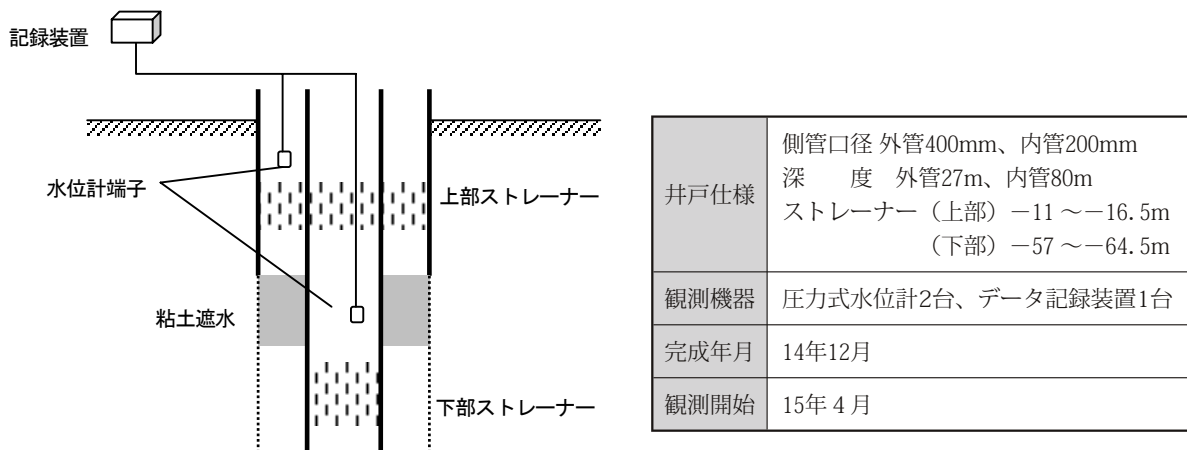 記録装置
水位計端子
上部ストレーナー
粘土遮水
下部ストレーナー
井戸仕様
側管口径 外管400mm、内管200mm
深　　度　外管27m、内管80m
ストレーナー（上部）－11～－16.5m
（下部）－57～－64.5m
観測機器
圧力式水位計2台、データ記録装置1台
完成年月
14年12月
観測開始
15年４月